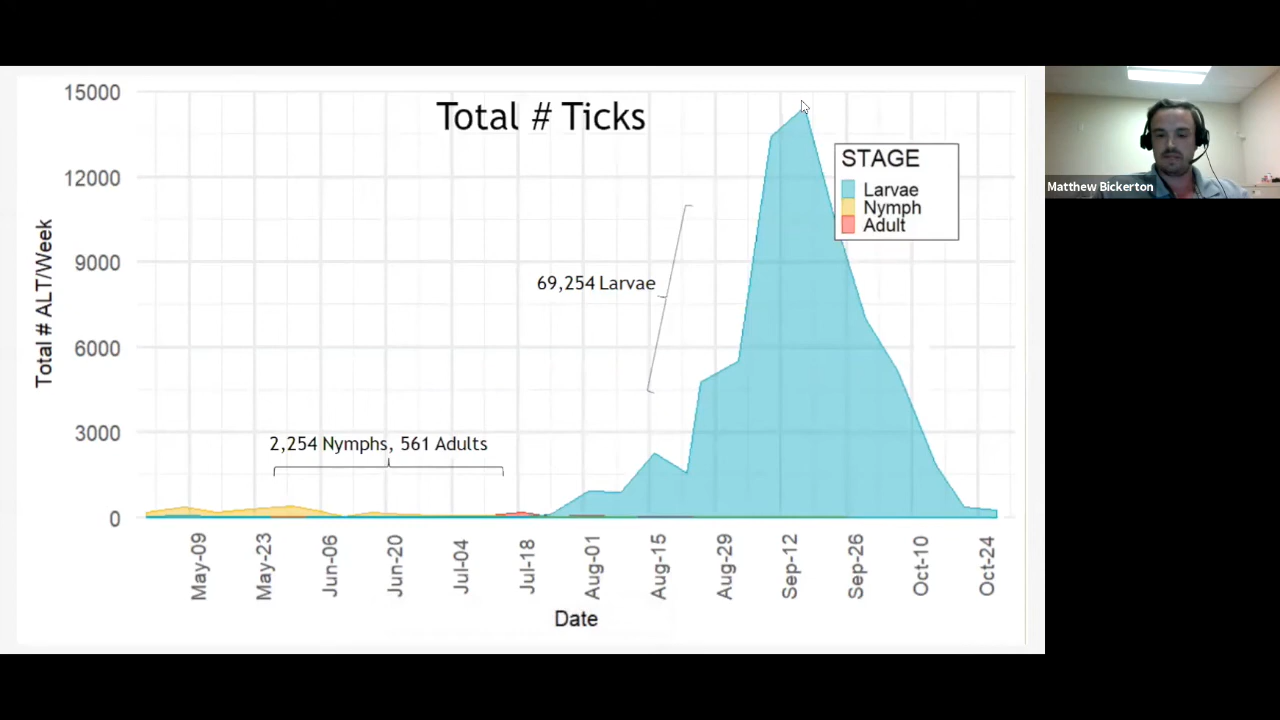 Total # Ticks
15000
12000
9000
6000
3000
0
Total # ALT/Week
STAGE
Larvae
Nymph
Adult
69,254 Larvae
2,254 Nymphs, 561 Adults
May-09
May-23
Jun-06
Jun-20
Jul-04
Jul-18
Aug-01
Aug-15
Aug-29
Sep-12
Sep-26
Oct-10
Oct-24
Date
Matthew Bickerton